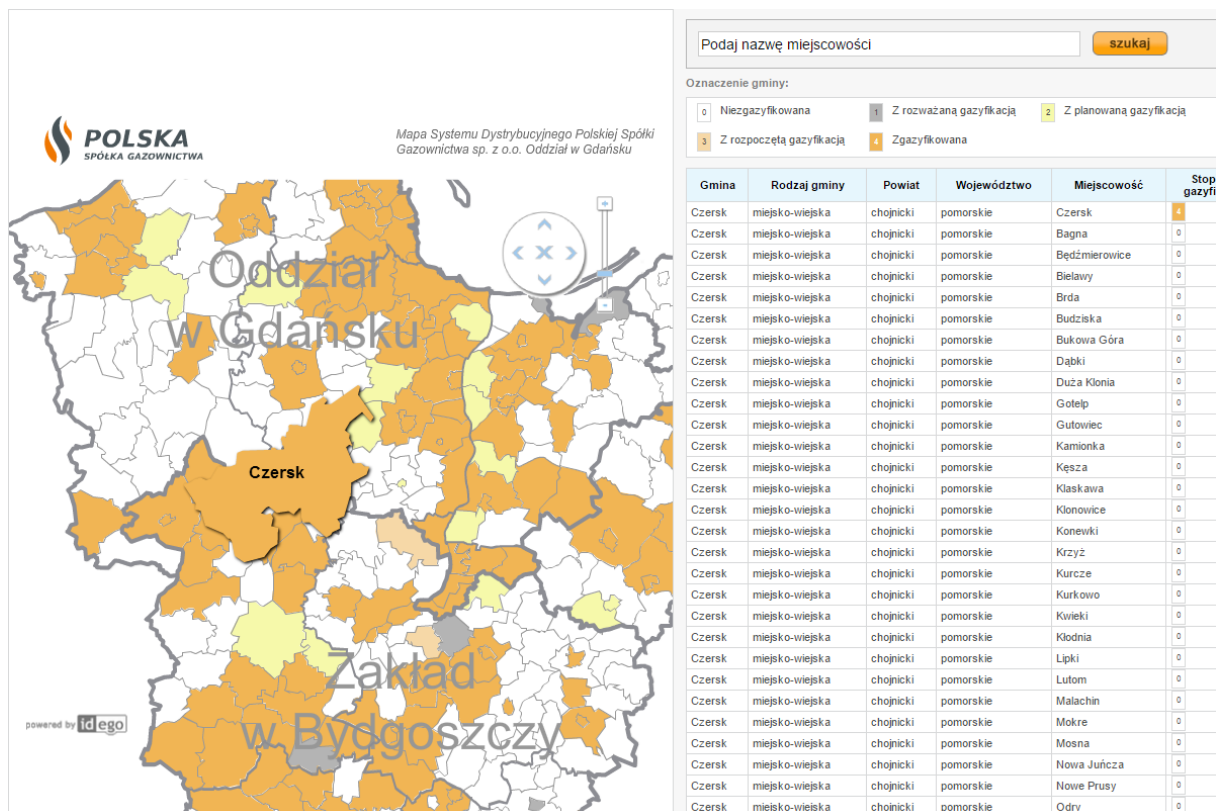 POLSKA
SPÓŁKA GAZOWNICTWA
Mapa Systemu Dystrybucyjnego Polskiej Spółki
Gazownictwa sp. z o.o. Oddział w Gdańsku
Oddział
w Gdańsku
Czersk
Zakład
w Bydgoszczy
powered by idego
Podaj nazwę miejscowości
szukaj
Oznaczenie gminy:
0 Niezgazyfikowana 1 Z rozważaną gazyfikacją 2 Z planowaną gazyfikacją
3 Z rozpoczętą gazyfikacją 4 Zgazyfikowana
Gmina Rodzaj gminy Powiat Województwo Miejscowość Stop
gazyfi
Czersk miejsko-wiejska chojnicki pomorskie Czersk 4
Czersk miejsko-wiejska chojnicki pomorskie Bagna 0
Czersk miejsko-wiejska chojnicki pomorskie Będźmierowice 0
Czersk miejsko-wiejska chojnicki pomorskie Bielawy 0
Czersk miejsko-wiejska chojnicki pomorskie Brda 0
Czersk miejsko-wiejska chojnicki pomorskie Budziska 0
Czersk miejsko-wiejska chojnicki pomorskie Bukowa Góra 0
Czersk miejsko-wiejska chojnicki pomorskie Dąbki 0
Czersk miejsko-wiejska chojnicki pomorskie Duża Klonia 0
Czersk miejsko-wiejska chojnicki pomorskie Gotelp 0
Czersk miejsko-wiejska chojnicki pomorskie Gutowiec 0
Czersk miejsko-wiejska chojnicki pomorskie Kamionka 0
Czersk miejsko-wiejska chojnicki pomorskie Kęsza 0
Czersk miejsko-wiejska chojnicki pomorskie Klaskawa 0
Czersk miejsko-wiejska chojnicki pomorskie Klonowice 0
Czersk miejsko-wiejska chojnicki pomorskie Konewki 0
Czersk miejsko-wiejska chojnicki pomorskie Krzyż 0
Czersk miejsko-wiejska chojnicki pomorskie Kurcze 0
Czersk miejsko-wiejska chojnicki pomorskie Kurkowo 0
Czersk miejsko-wiejska chojnicki pomorskie Kwieki 0
Czersk miejsko-wiejska chojnicki pomorskie Kłodnia 0
Czersk miejsko-wiejska chojnicki pomorskie Lipki 0
Czersk miejsko-wiejska chojnicki pomorskie Lutom 0
Czersk miejsko-wiejska chojnicki pomorskie Malachin 0
Czersk miejsko-wiejska chojnicki pomorskie Mokre 0
Czersk miejsko-wiejska chojnicki pomorskie Mosna 0
Czersk miejsko-wiejska chojnicki pomorskie Nowa Juńcza 0
Czersk miejsko-wiejska chojnicki pomorskie Nowe Prusy 0
Czersk miejsko-wiejska chojnicki pomorskie Odry 0